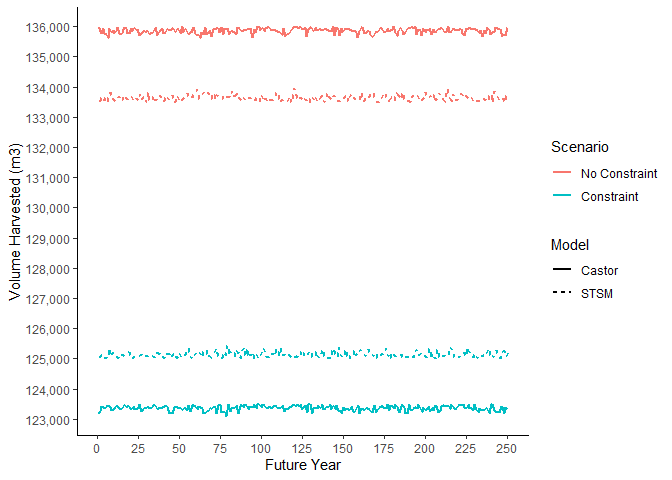 136,000
135,000
134,000
133,000
132,000
131,000
130,000
129,000
128,000
127,000
126,000
125,000
124,000
123,000
Volume Harvested (m3)
0 25 50 75 100 125 150 175 200 225 250
Future Year
Scenario
No Constraint
Constraint
Model
Castor
STSM